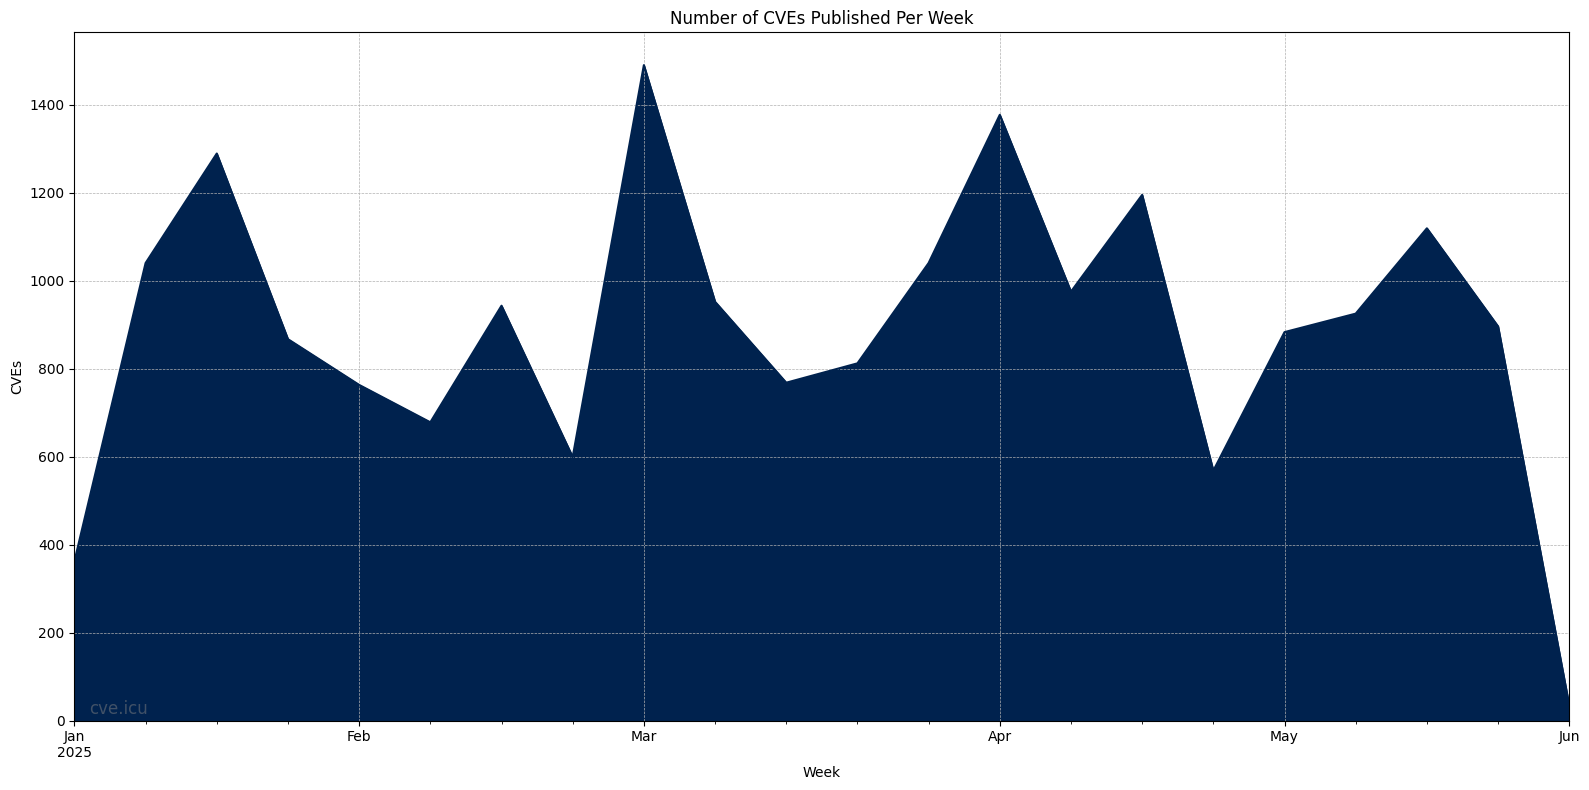 Number of CVEs Published Per Week
1400
1200
1000
800
600
400
200
0
CVEs
cve.icu
Jan Feb Mar Apr May Jun
2025
Week